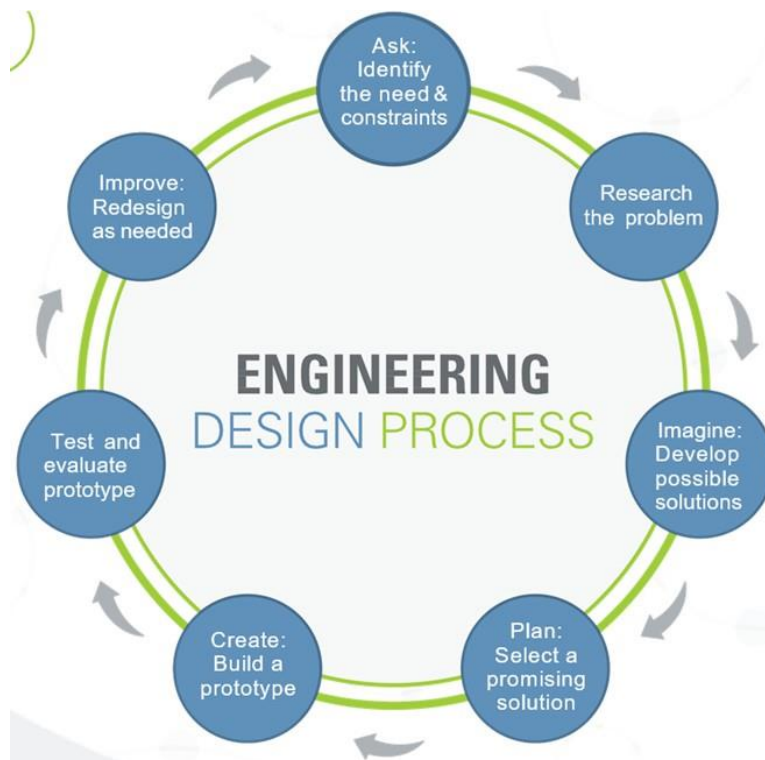 Ask:
Identify
the need &
constraints
Research
the problem
Imagine:
Develop
possible
solutions
Plan:
Select a
promising
solution
Create:
Build a
prototype
Test and
evaluate
prototype
Improve:
Redesign
as needed
ENGINEERING
DESIGN PROCESS